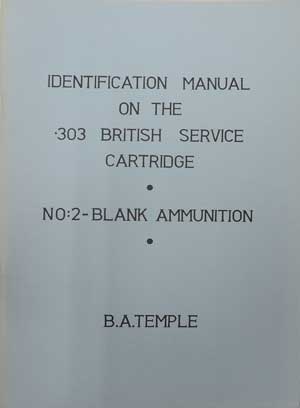 IDENTIFICATION MANUAL
ON THE
·303 BRITISH SERVICE
CARTRIDGE
•
NO:2-BLANK AMMUNITION
•
B.A.TEMPLE